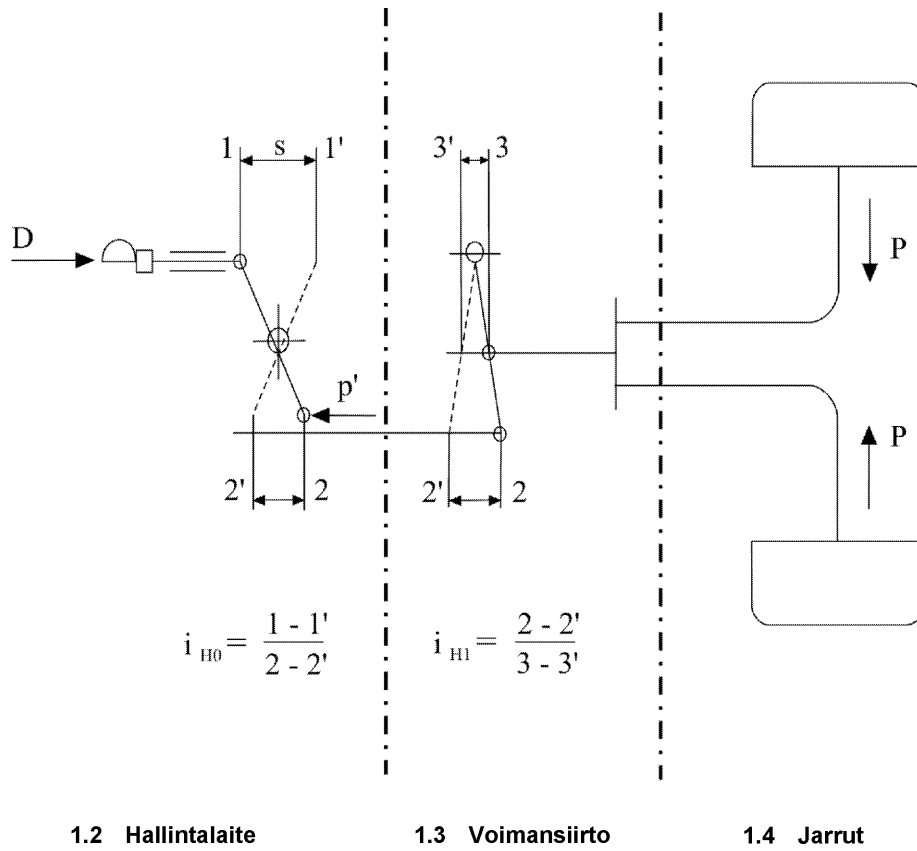 1 s 1' 3' 3
D
P
p'
P
2' 2 2' 2
i H0 = 1 - 1' / 2 - 2'
i H1 = 2 - 2' / 3 - 3'
1.2 Hallintalaite 1.3 Voimansiirto 1.4 Jarrut